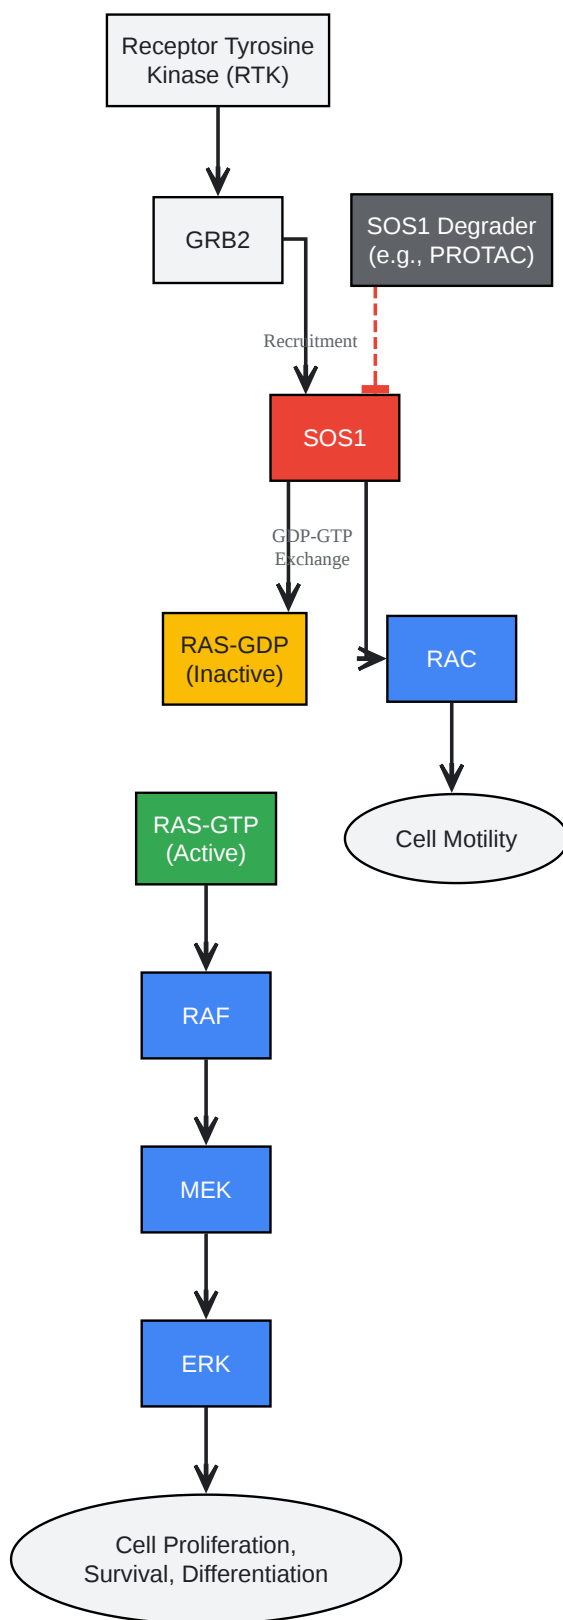 Receptor Tyrosine
Kinase (RTK)
GRB2
SOS1 Degrader
(e.g., PROTAC)
Recruitment
SOS1
GDP-GTP
Exchange
RAS-GDP
(Inactive)
RAC
RAS-GTP
(Active)
Cell Motility
RAF
MEK
ERK
Cell Proliferation,
Survival, Differentiation